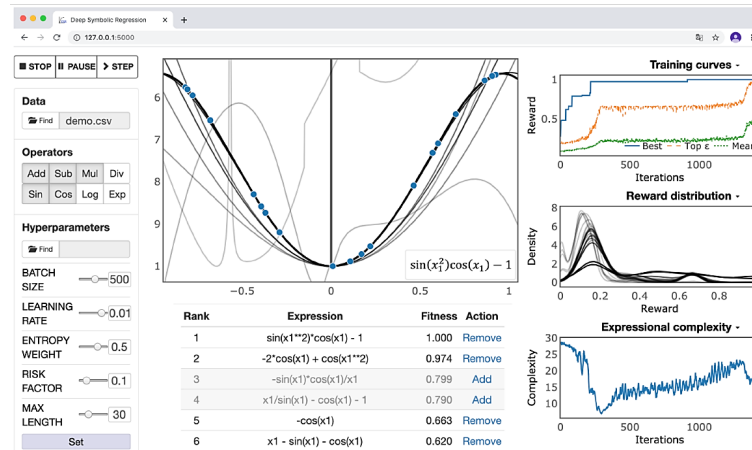 Deep Symbolic Regression
127.0.0.1:5000
STOP PAUSE STEP
Data
Find demo.csv
Operators
Add Sub Mul Div
Sin Cos Log Exp
Hyperparameters
Find
BATCH SIZE 500
LEARNING RATE 0.01
ENTROPY WEIGHT 0.5
RISK FACTOR 0.1
MAX LENGTH 30
Set
6
7
8
9
1
−0.5 0 0.5 1
sin(x₁²)cos(x₁) − 1
Rank Expression Fitness Action
1 sin(x1**2)*cos(x1) - 1 1.000 Remove
2 -2*cos(x1) + cos(x1**2) 0.974 Remove
3 -sin(x1)*cos(x1)/x1 0.799 Add
4 x1/sin(x1) - cos(x1) - 1 0.790 Add
5 -cos(x1) 0.663 Remove
6 x1 - sin(x1) - cos(x1) 0.620 Remove
Training curves
Reward
1
0.5
Best Top ε Mean
0 500 1000
Iterations
Reward distribution
Density
8
6
4
2
0
0 0.2 0.4 0.6 0.8
Reward
Expressional complexity
Complexity
30
25
20
15
10
0 500 1000
Iterations